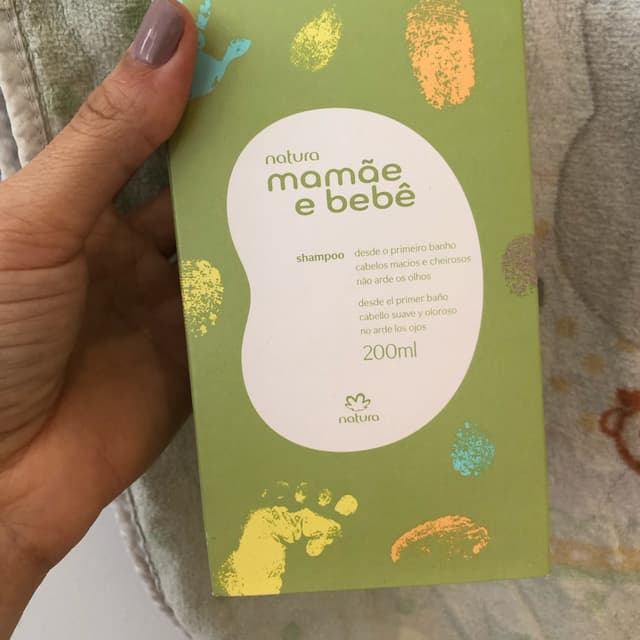 natura
mamãe
e bebê
shampoo
desde o primeiro banho
cabelos macios e cheirosos
não arde os olhos
desde el primer baño
cabello suave y oloroso
no arde los ojos
200ml
natura